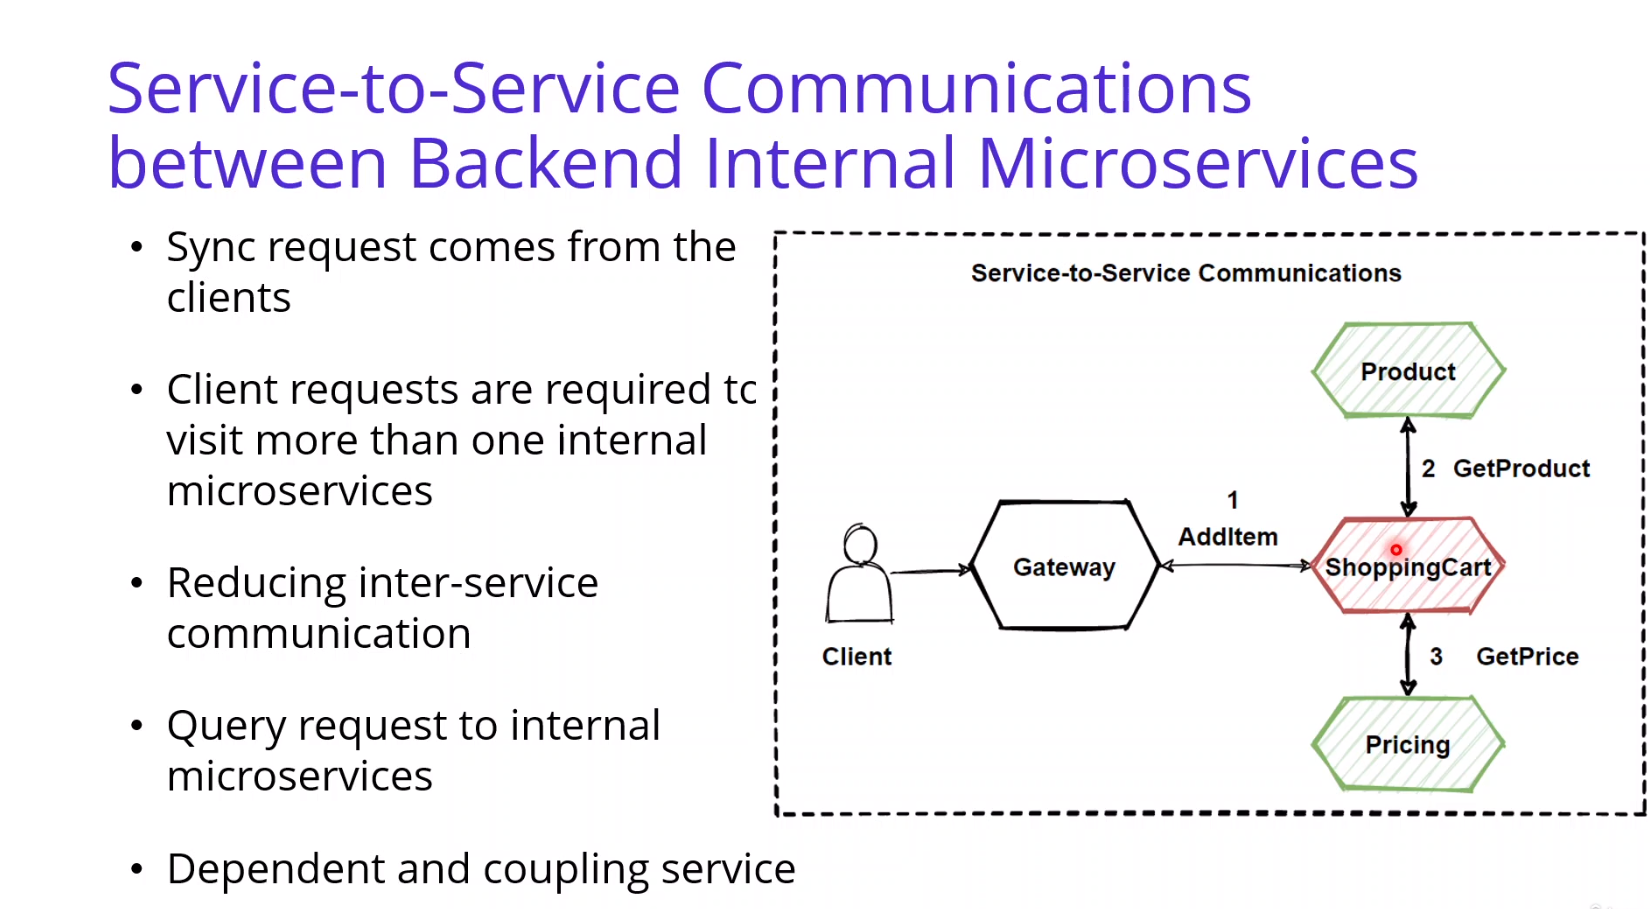 Service-to-Service Communications
between Backend Internal Microservices
• Sync request comes from the
clients
• Client requests are required to
visit more than one internal
microservices
• Reducing inter-service
communication
• Query request to internal
microservices
• Dependent and coupling service
Service-to-Service Communications
Product
2 GetProduct
1
AddItem
Gateway
ShoppingCart
Client
3 GetPrice
Pricing